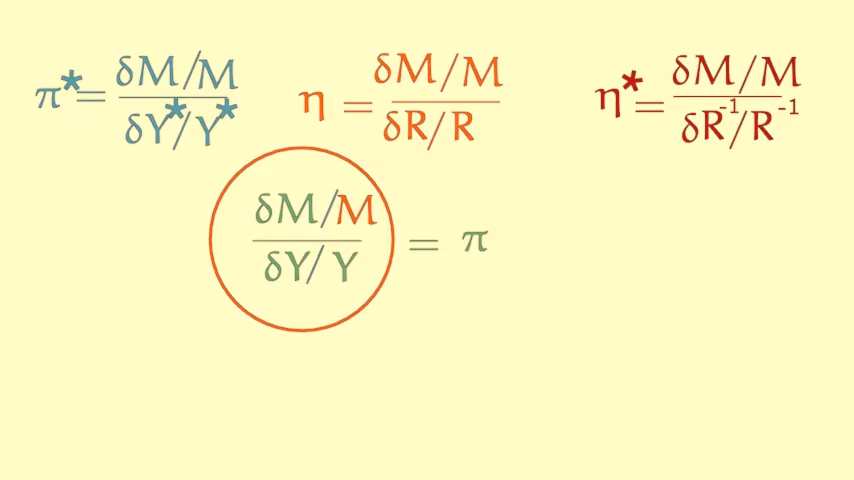 π* = δM/M / δY*/Y*
η = δM/M / δR/R
η* = δM/M / δR⁻¹/R⁻¹
δM/M / δY/Y = π